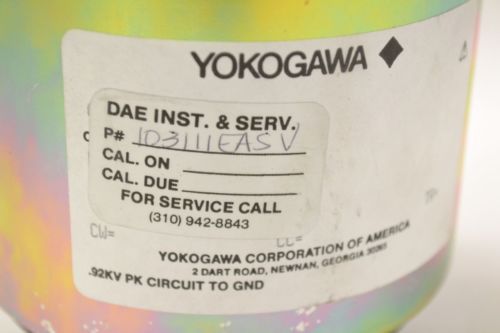 YOKOGAWA
DAE INST. & SERV.
P# 103111EASV
CAL. ON
CAL. DUE
FOR SERVICE CALL
(310) 942-8843
CW=
CC=
YOKOGAWA CORPORATION OF AMERICA
2 DART ROAD, NEWNAN, GEORGIA 30265
.92KV PK CIRCUIT TO GND